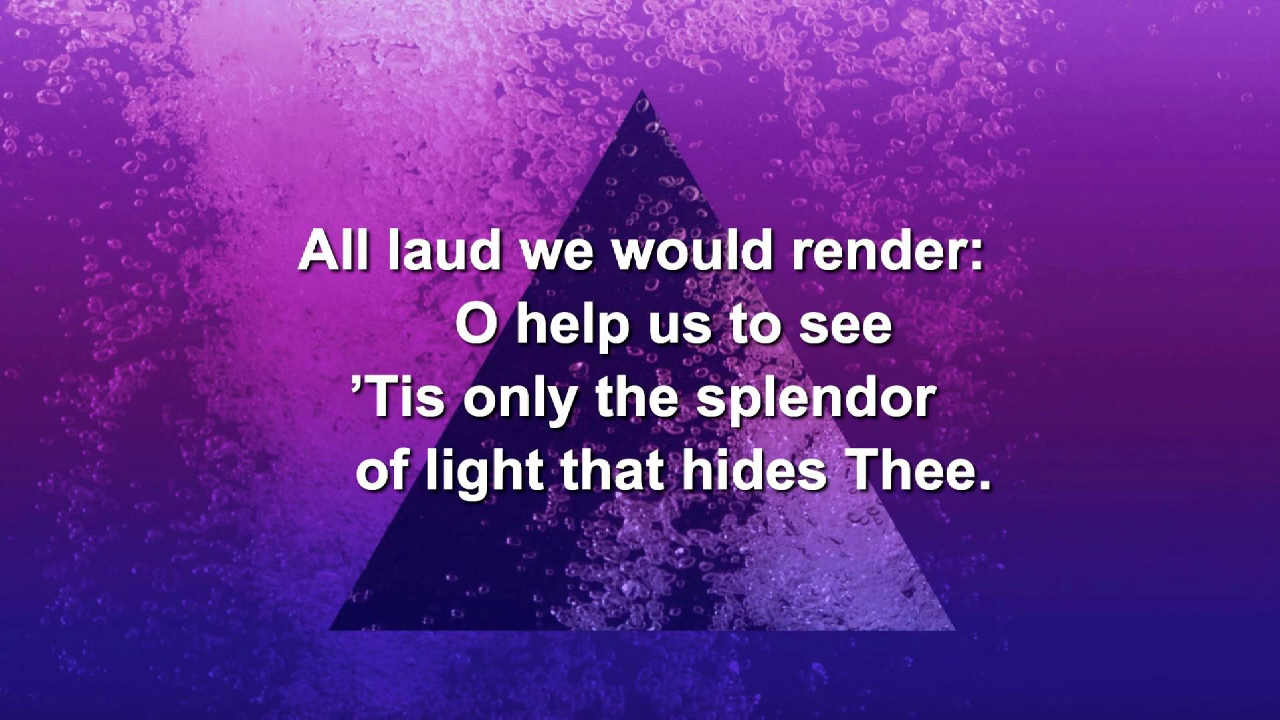 All laud we would render:
O help us to see
’Tis only the splendor
of light that hides Thee.